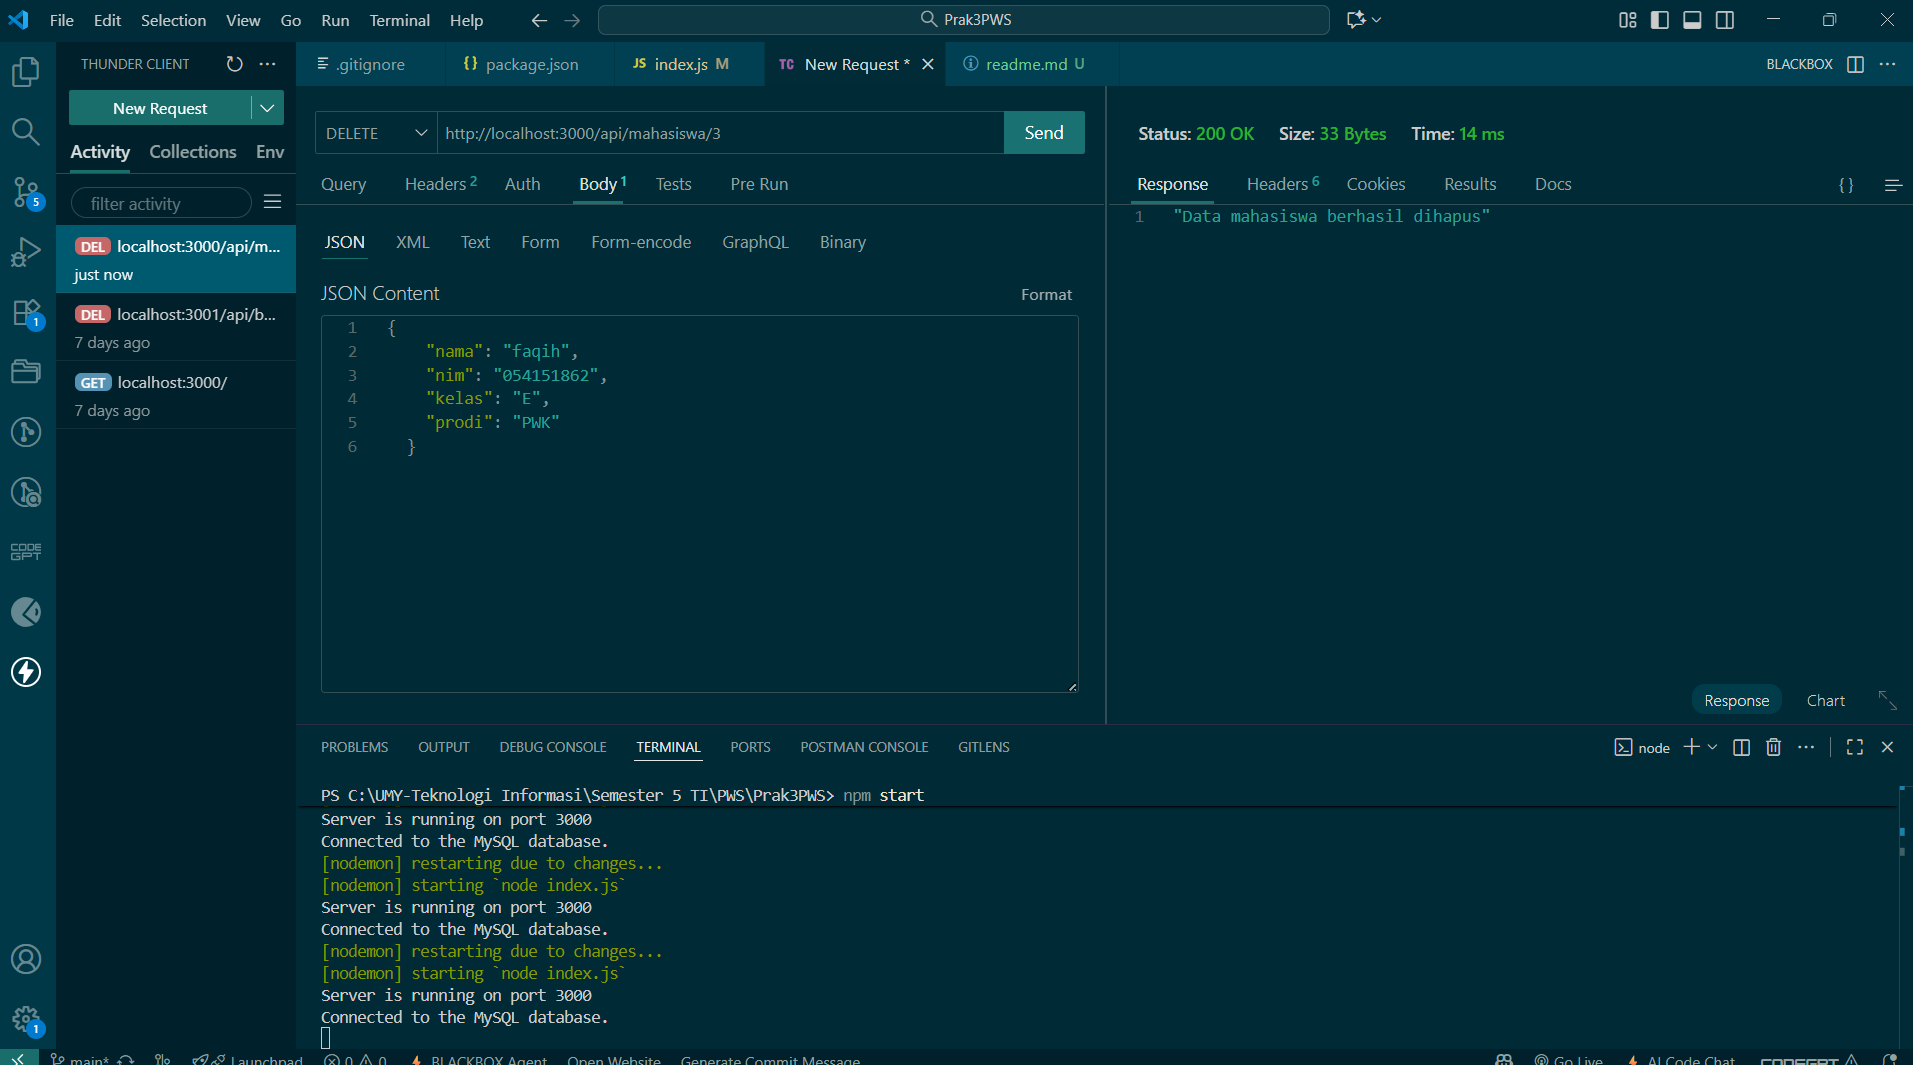 File Edit Selection View Go Run Terminal Help
Prak3PWS
THUNDER CLIENT
.gitignore
{} package.json
JS index.js M
TC New Request *
readme.md U
BLACKBOX
New Request
DELETE
http://localhost:3000/api/mahasiswa/3
Send
Status: 200 OK Size: 33 Bytes Time: 14 ms
Activity Collections Env
Query Headers 2 Auth Body 1 Tests Pre Run
Response Headers 6 Cookies Results Docs
{}
filter activity
1 "Data mahasiswa berhasil dihapus"
DEL localhost:3000/api/m...
just now
DEL localhost:3001/api/b...
7 days ago
GET localhost:3000/
7 days ago
JSON XML Text Form Form-encode GraphQL Binary
JSON Content
Format
1 {
2 "nama": "faqih",
3 "nim": "054151862",
4 "kelas": "E",
5 "prodi": "PWK"
6 }
5
1
CODE GPT
1
Response Chart
PROBLEMS OUTPUT DEBUG CONSOLE TERMINAL PORTS POSTMAN CONSOLE GITLENS
node
PS C:\UMY-Teknologi Informasi\Semester 5 TI\PWS\Prak3PWS> npm start
Server is running on port 3000
Connected to the MySQL database.
[nodemon] restarting due to changes...
[nodemon] starting `node index.js`
Server is running on port 3000
Connected to the MySQL database.
[nodemon] restarting due to changes...
[nodemon] starting `node index.js`
Server is running on port 3000
Connected to the MySQL database.
main* Launchpad 0 0 BLACKBOX Agent Open Website Generate Commit Message
Go Live AI Code Chat CODEGPT